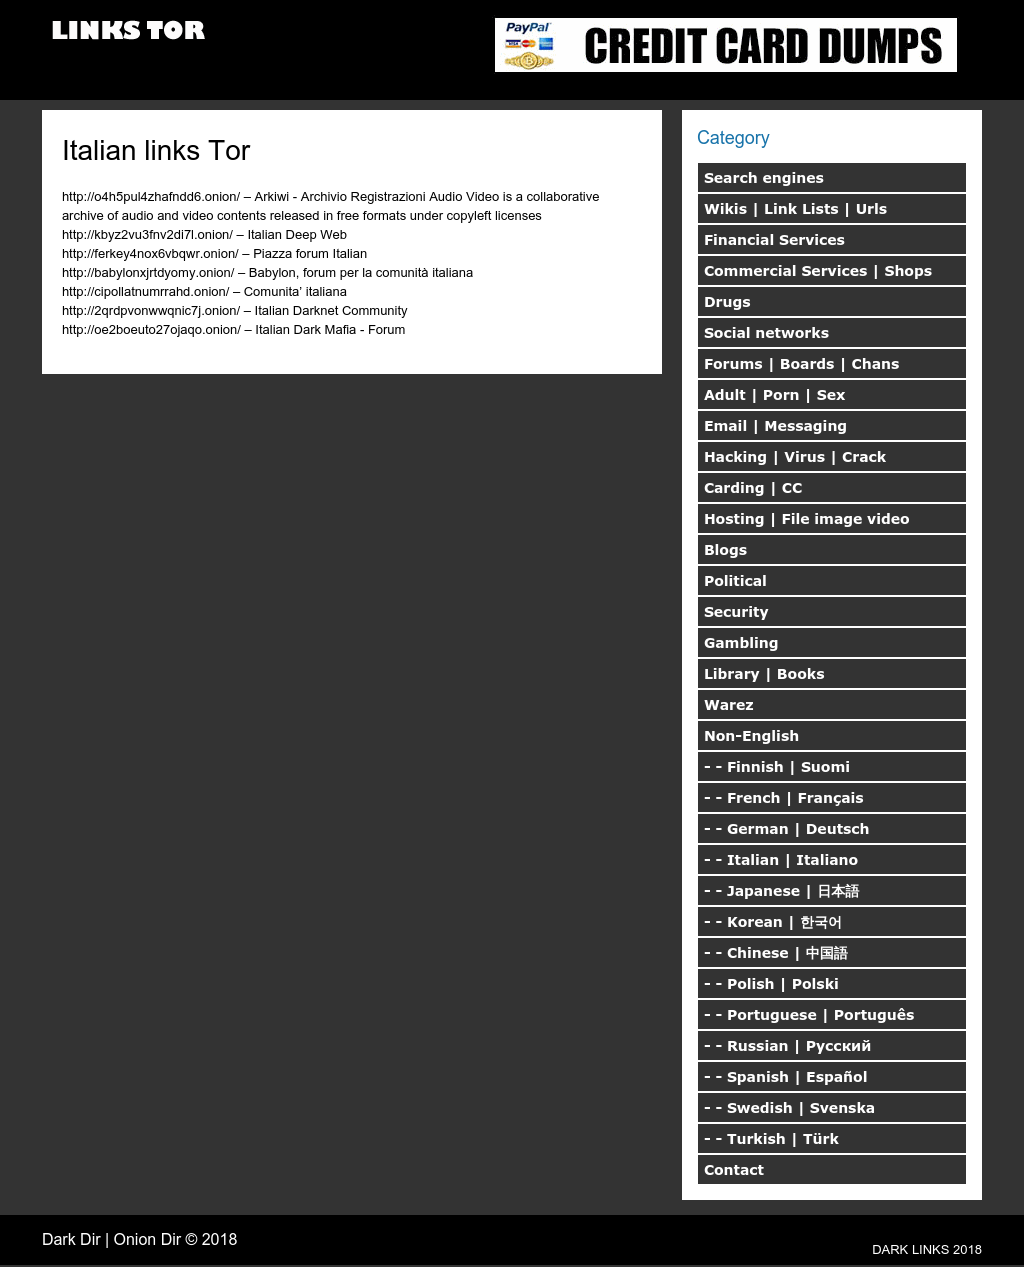 LINKS TOR
PayPal
VISA
CREDIT CARD DUMPS
Italian links Tor
http://o4h5pul4zhafndd6.onion/ – Arkiwi - Archivio Registrazioni Audio Video is a collaborative
archive of audio and video contents released in free formats under copyleft licenses
http://kbyz2vu3fnv2di7l.onion/ – Italian Deep Web
http://ferkey4nox6vbqwr.onion/ – Piazza forum Italian
http://babylonxjrtdyomy.onion/ – Babylon, forum per la comunità italiana
http://cipollatnumrrahd.onion/ – Comunita’ italiana
http://2qrdpvonwwqnic7j.onion/ – Italian Darknet Community
http://oe2boeuto27ojaqo.onion/ – Italian Dark Mafia - Forum
Category
Search engines
Wikis | Link Lists | Urls
Financial Services
Commercial Services | Shops
Drugs
Social networks
Forums | Boards | Chans
Adult | Porn | Sex
Email | Messaging
Hacking | Virus | Crack
Carding | CC
Hosting | File image video
Blogs
Political
Security
Gambling
Library | Books
Warez
Non-English
- - Finnish | Suomi
- - French | Français
- - German | Deutsch
- - Italian | Italiano
- - Japanese | 日本語
- - Korean | 한국어
- - Chinese | 中国語
- - Polish | Polski
- - Portuguese | Português
- - Russian | Русский
- - Spanish | Español
- - Swedish | Svenska
- - Turkish | Türk
Contact
Dark Dir | Onion Dir © 2018
DARK LINKS 2018